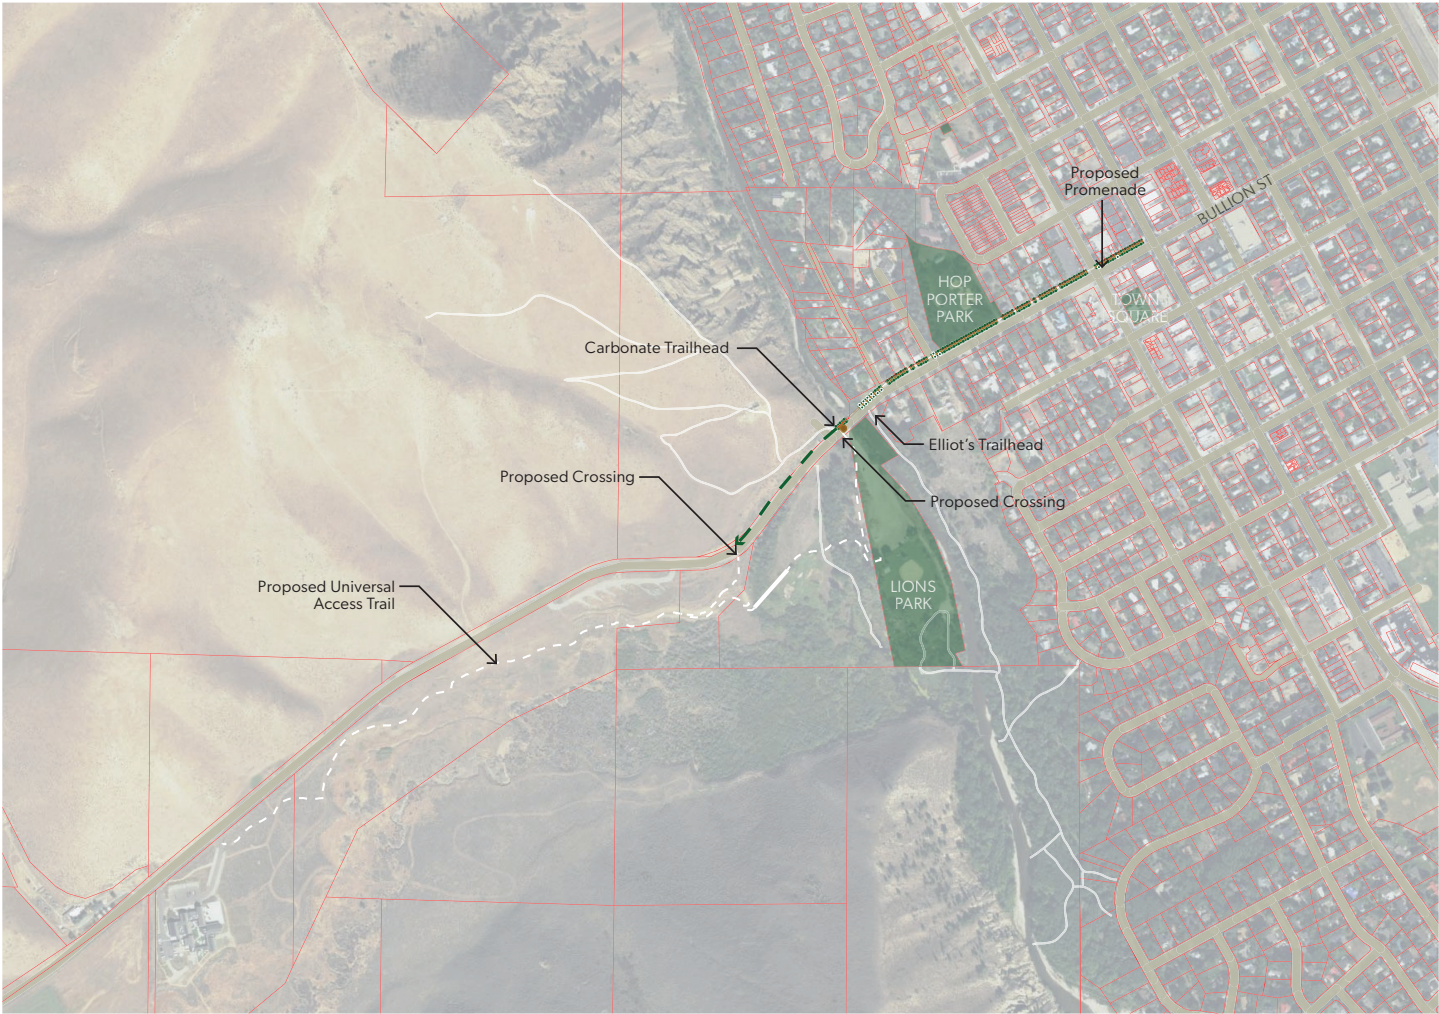 Proposed
Promenade
BULLION ST
HOP
PORTER
PARK
TOWN
SQUARE
Carbonate Trailhead
Elliot's Trailhead
Proposed Crossing
Proposed Crossing
Proposed Universal
Access Trail
LIONS
PARK